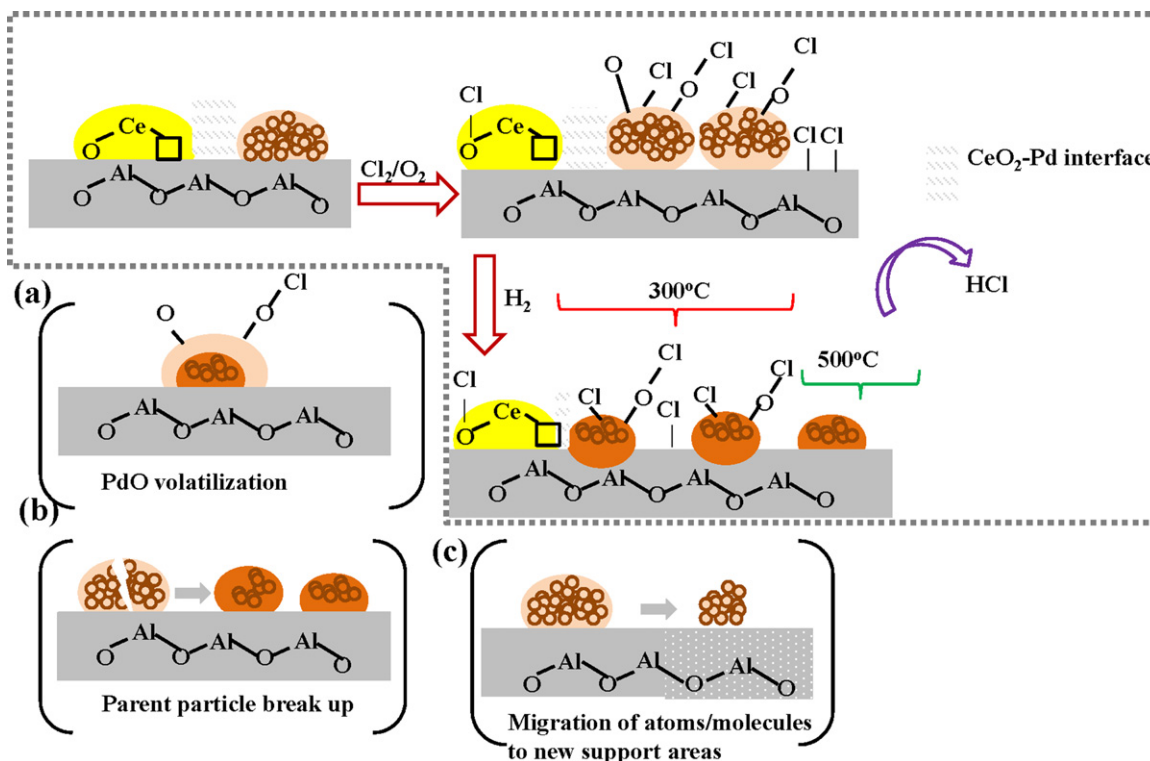 Cl
O
Cl
Cl
O
Cl
O
Cl
Ce
O
Ce
O
Cl Cl
CeO₂-Pd interface
Al
Al
Al
O
O
O
O
Cl₂/O₂
Al
Al
Al
Al
O
O
O
O
O
(a)
Cl
O
O
Al
Al
Al
O
O
O
O
PdO volatilization
H₂
300°C
HCl
500°C
Cl
Cl
Cl
O
Cl
Cl
Cl
O
Ce
O
Al
Al
Al
Al
O
O
O
O
O
(b)
Al
Al
Al
O
O
O
O
Parent particle break up
(c)
Al
Al
Al
O
O
O
O
Migration of atoms/molecules
to new support areas